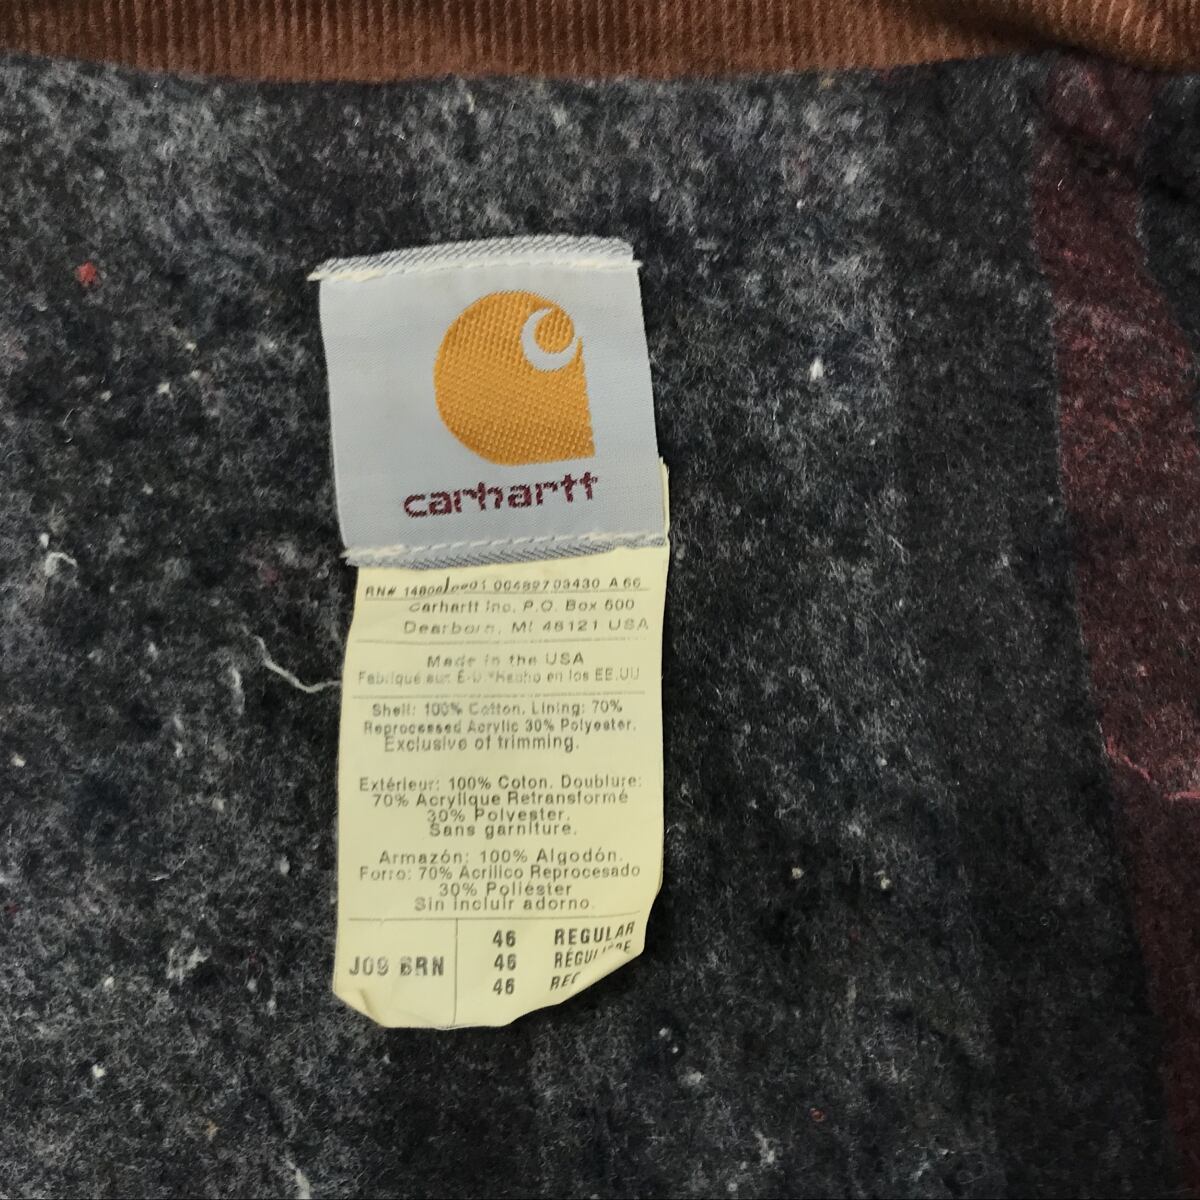 carhartt
RN# 14806/ 00489703430 A 66
Carhartt Inc. P.O. Box 600
Dearborn, MI 48121 USA
Made in the USA
Fabriqué aux É-U.*Hecho en los EE.UU
Shell: 100% Cotton. Lining: 70%
Reprocessed Acrylic 30% Polyester.
Exclusive of trimming.
Extérieur: 100% Coton. Doublure:
70% Acrylique Retransformé
30% Polyester.
Sans garniture.
Armazón: 100% Algodón.
Forro: 70% Acrilico Reprocesado
30% Poliéster
Sin incluir adorno.
J09 BRN
46 REGULAR
46
46